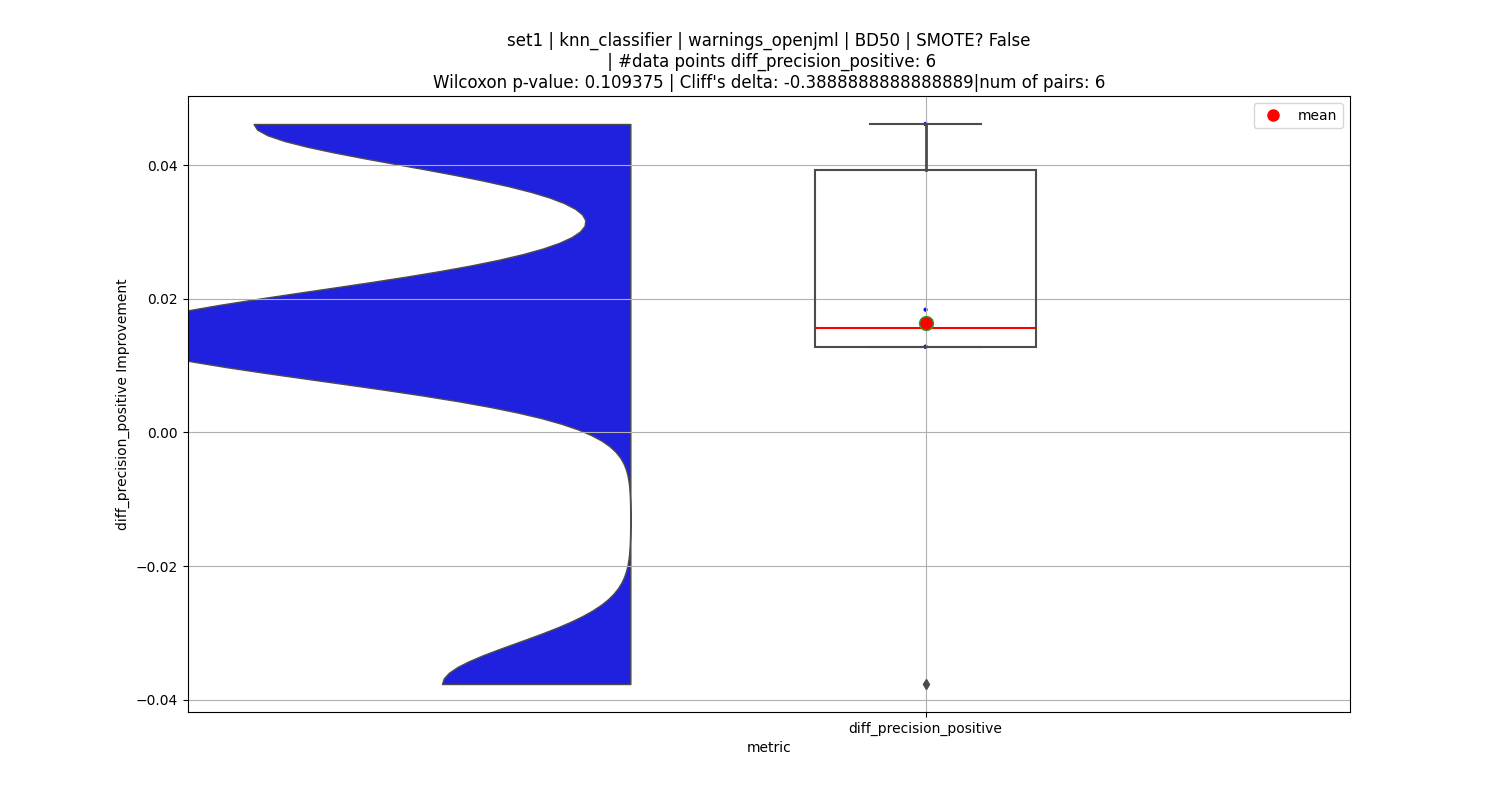 set1 | knn_classifier | warnings_openjml | BD50 | SMOTE? False
| #data points diff_precision_positive: 6
Wilcoxon p-value: 0.109375 | Cliff's delta: -0.3888888888888889|num of pairs: 6
mean
0.04
0.02
0.00
−0.02
−0.04
diff_precision_positive Improvement
diff_precision_positive
metric